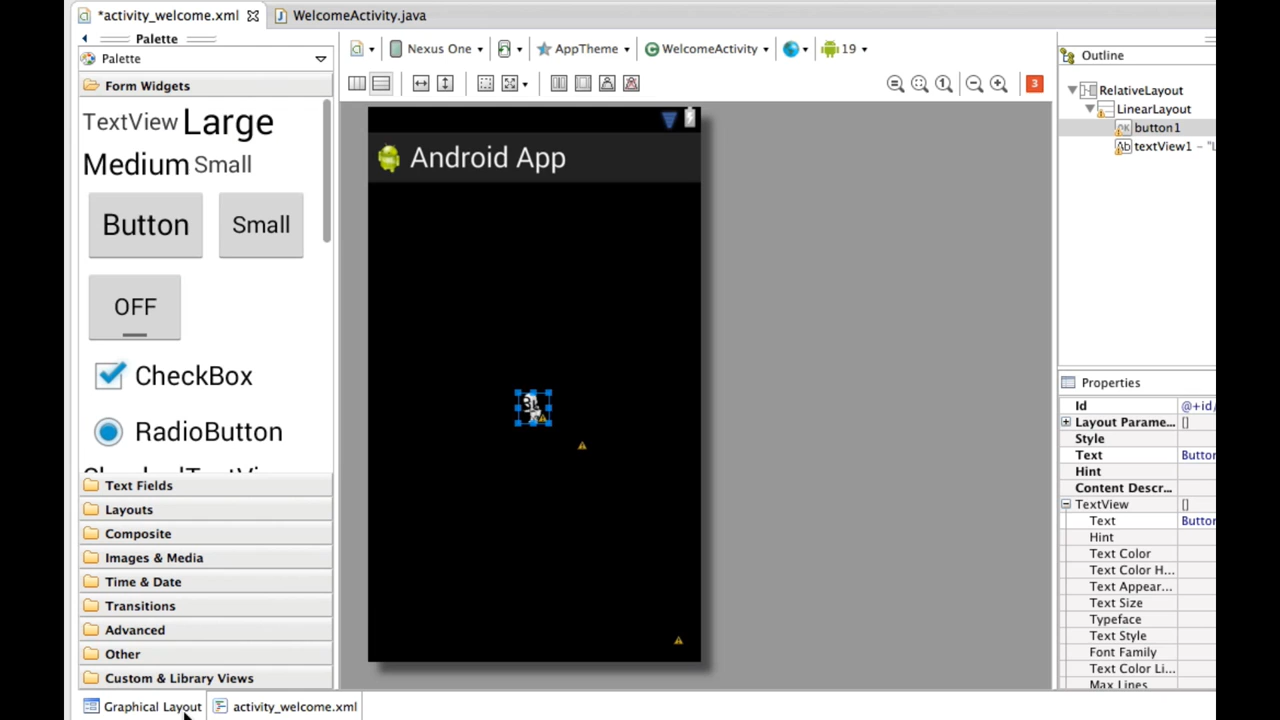 *activity_welcome.xml
WelcomeActivity.java
Palette
Palette
Form Widgets
TextView Large
Medium Small
Button Small
OFF
CheckBox
RadioButton
Text Fields
Layouts
Composite
Images & Media
Time & Date
Transitions
Advanced
Other
Custom & Library Views
Graphical Layout
activity_welcome.xml
Nexus One
AppTheme
WelcomeActivity
19
3
Android App
Outline
RelativeLayout
LinearLayout
button1
textView1 – "L
Properties
Id @+id/
Layout Parame... []
Style
Text Button
Hint
Content Descr...
TextView []
Text Button
Hint
Text Color
Text Color H...
Text Appear...
Text Size
Typeface
Text Style
Font Family
Text Color Li...
Max Lines